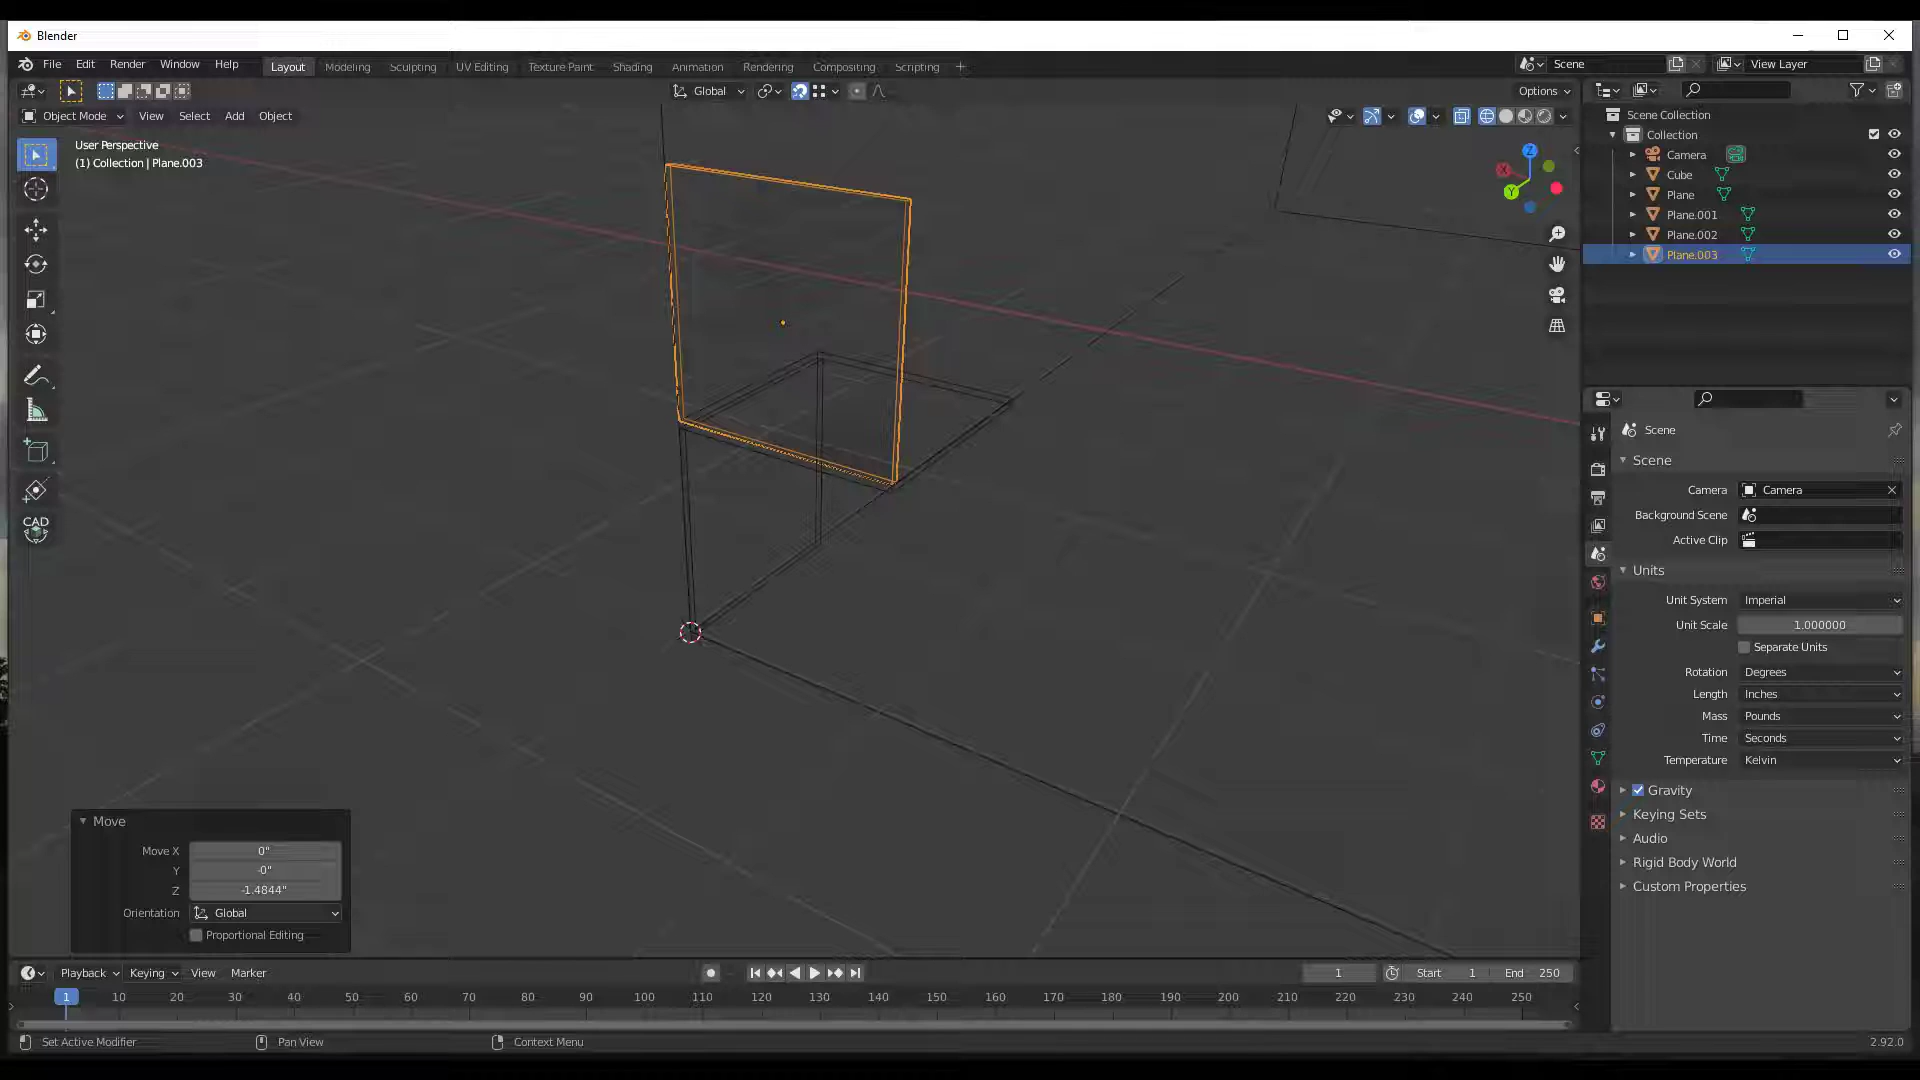 Blender
File Edit Render Window Help Layout Modeling Sculpting UV Editing Texture Paint Shading Animation Rendering Compositing Scripting + Scene View Layer
Global Options
Object Mode View Select Add Object
User Perspective
(1) Collection | Plane.003
Z
X
Y
CAD
Scene Collection
Collection
Camera
Cube
Plane
Plane.001
Plane.002
Plane.003
Scene
Scene
Camera Camera
Background Scene
Active Clip
Units
Unit System Imperial
Unit Scale 1.000000
Separate Units
Rotation Degrees
Length Inches
Mass Pounds
Time Seconds
Temperature Kelvin
Gravity
Keying Sets
Audio
Rigid Body World
Custom Properties
Move
Move X 0"
Y -0"
Z -1.4844"
Orientation Global
Proportional Editing
Playback Keying View Marker 1 Start 1 End 250
1 10 20 30 40 50 60 70 80 90 100 110 120 130 140 150 160 170 180 190 200 210 220 230 240 250
Set Active Modifier Pan View Context Menu 2.92.0